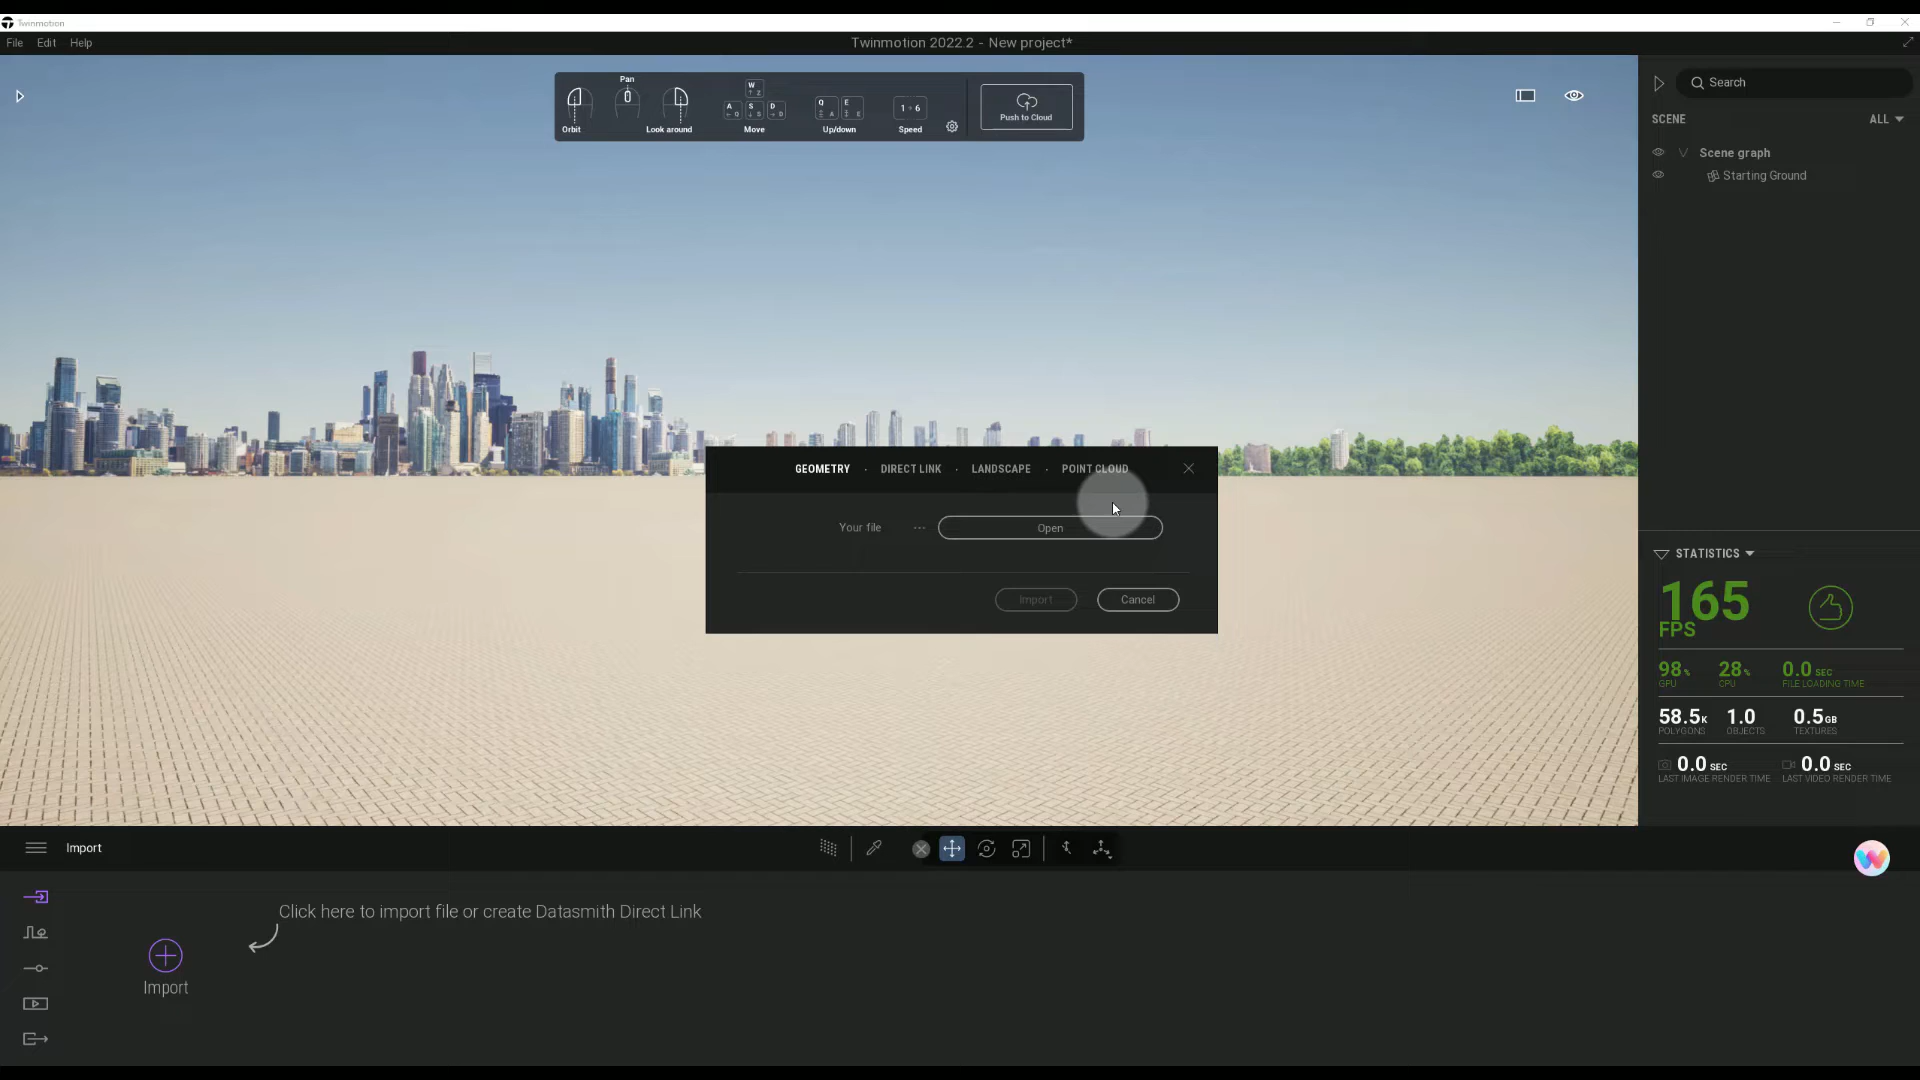 Twinmotion
File Edit Help
Twinmotion 2022.2 - New project*
Pan
Orbit
Look around
W
Z
A Q
S S
D D
Move
Q A
E E
Up/down
1 - 6
Speed
Push to Cloud
Search
SCENE
ALL
Scene graph
Starting Ground
GEOMETRY · DIRECT LINK · LANDSCAPE · POINT CLOUD
Your file ... Open
Import Cancel
STATISTICS
165
FPS
98% 28% 0.0 SEC
GPU CPU FILE LOADING TIME
58.5K 1.0 0.5GB
POLYGONS OBJECTS TEXTURES
0.0 SEC 0.0 SEC
LAST IMAGE RENDER TIME LAST VIDEO RENDER TIME
Import
Click here to import file or create Datasmith Direct Link
Import